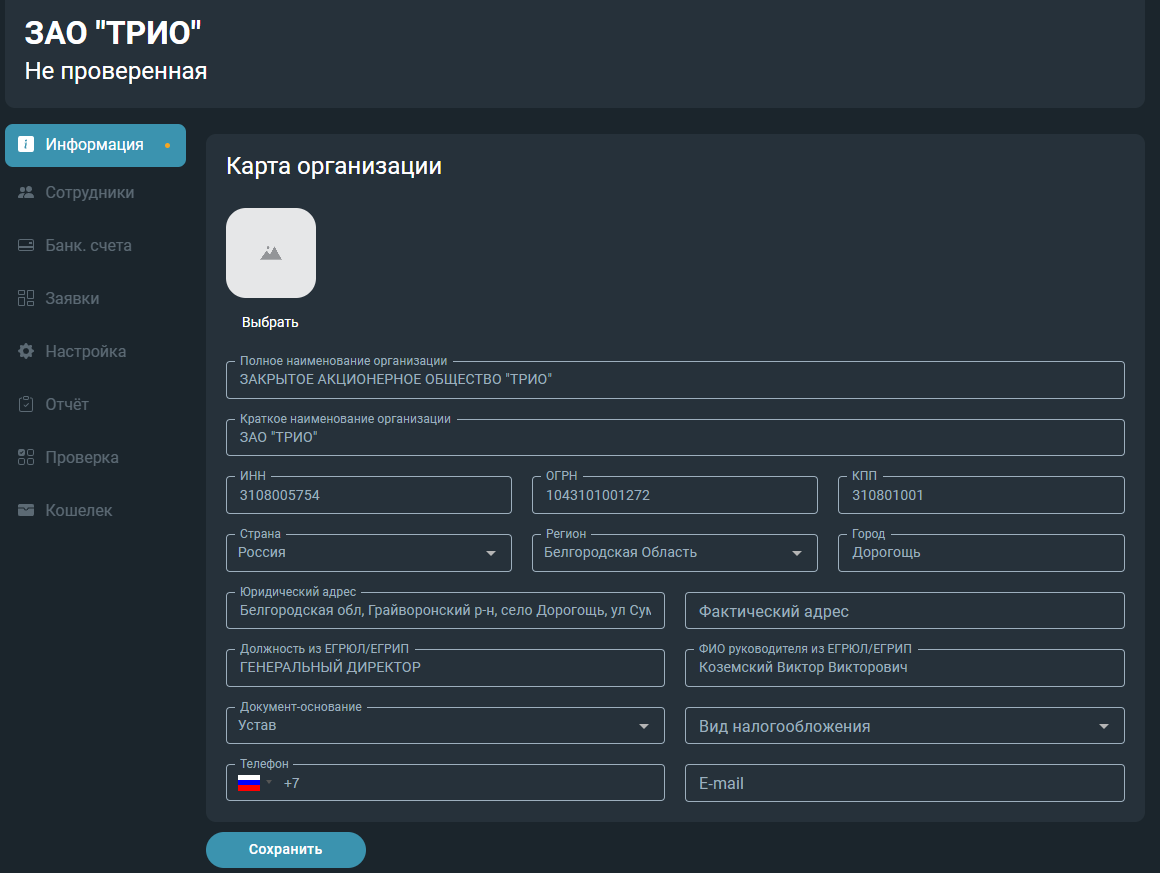 ЗАО "ТРИО"
Не проверенная
Информация
Сотрудники
Банк. счета
Заявки
Настройка
Отчёт
Проверка
Кошелек
Карта организации
Выбрать
Полное наименование организации
ЗАКРЫТОЕ АКЦИОНЕРНОЕ ОБЩЕСТВО "ТРИО"
Краткое наименование организации
ЗАО "ТРИО"
ИНН ОГРН КПП
3108005754 1043101001272 310801001
Страна Регион Город
Россия Белгородская Область Дорогощь
Юридический адрес
Белгородская обл, Грайворонский р-н, село Дорогощь, ул Сум Фактический адрес
Должность из ЕГРЮЛ/ЕГРИП ФИО руководителя из ЕГРЮЛ/ЕГРИП
ГЕНЕРАЛЬНЫЙ ДИРЕКТОР Коземский Виктор Викторович
Документ-основание
Устав Вид налогообложения
Телефон
+7 E-mail
Сохранить